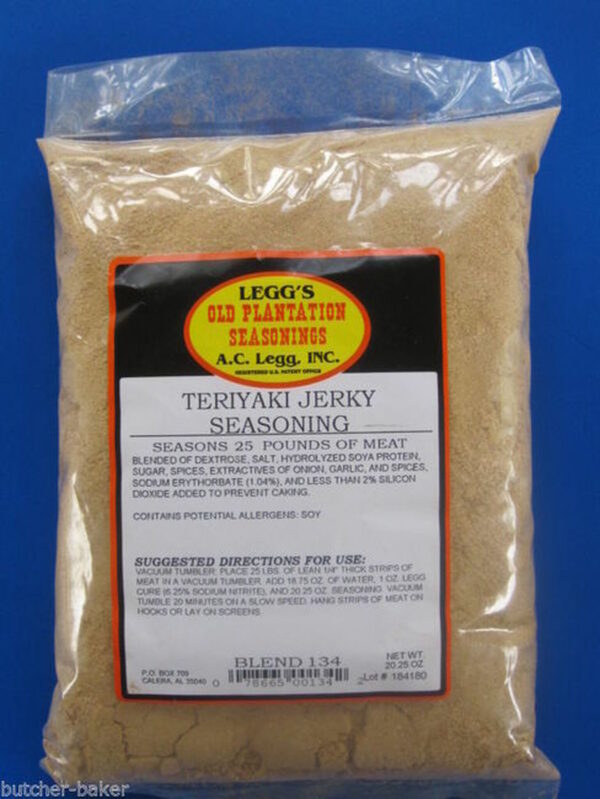 LEGG'S
OLD PLANTATION
SEASONINGS
A.C. Legg, INC.
REGISTERED U.S. PATENT OFFICE
TERIYAKI JERKY
SEASONING
SEASONS 25 POUNDS OF MEAT
BLENDED OF DEXTROSE, SALT, HYDROLYZED SOYA PROTEIN,
SUGAR, SPICES, EXTRACTIVES OF ONION, GARLIC, AND SPICES,
SODIUM ERYTHORBATE (1.04%), AND LESS THAN 2% SILICON
DIOXIDE ADDED TO PREVENT CAKING.
CONTAINS POTENTIAL ALLERGENS: SOY
SUGGESTED DIRECTIONS FOR USE:
VACUUM TUMBLER: PLACE 25 LBS. OF LEAN 1/4" THICK STRIPS OF
MEAT IN A VACUUM TUMBLER. ADD 18.75 OZ. OF WATER, 1 OZ. LEGG
CURE (6.25% SODIUM NITRITE), AND 20.25 OZ. SEASONING. VACUUM
TUMBLE 20 MINUTES ON A SLOW SPEED. HANG STRIPS OF MEAT ON
HOOKS OR LAY ON SCREENS.
BLEND 134
NET WT.
20.25 OZ
P.O. BOX 709
CALERA, AL 35040
0 78665 00134 2
Lot # 184180
butcher-baker